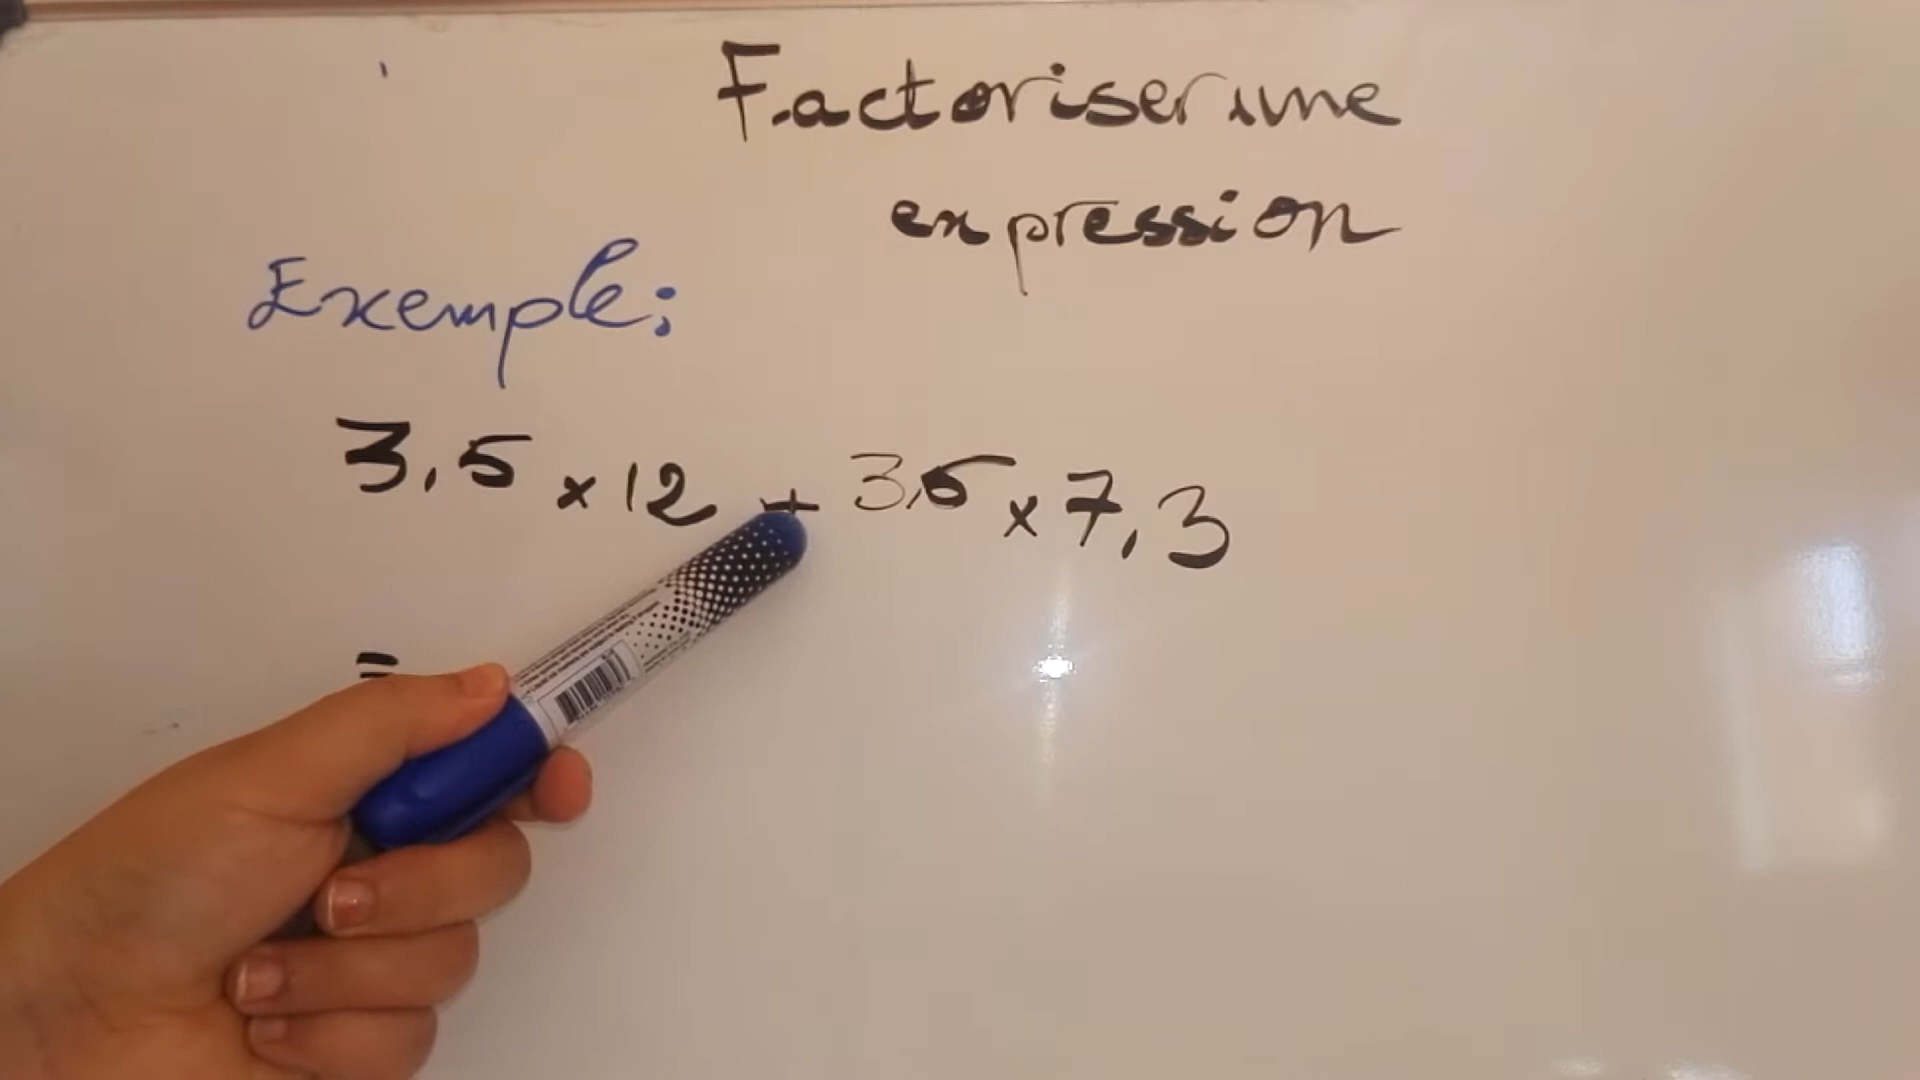 Factoriser une
expression
Exemple:
3,5 × 12 + 3,5 × 7,3
=